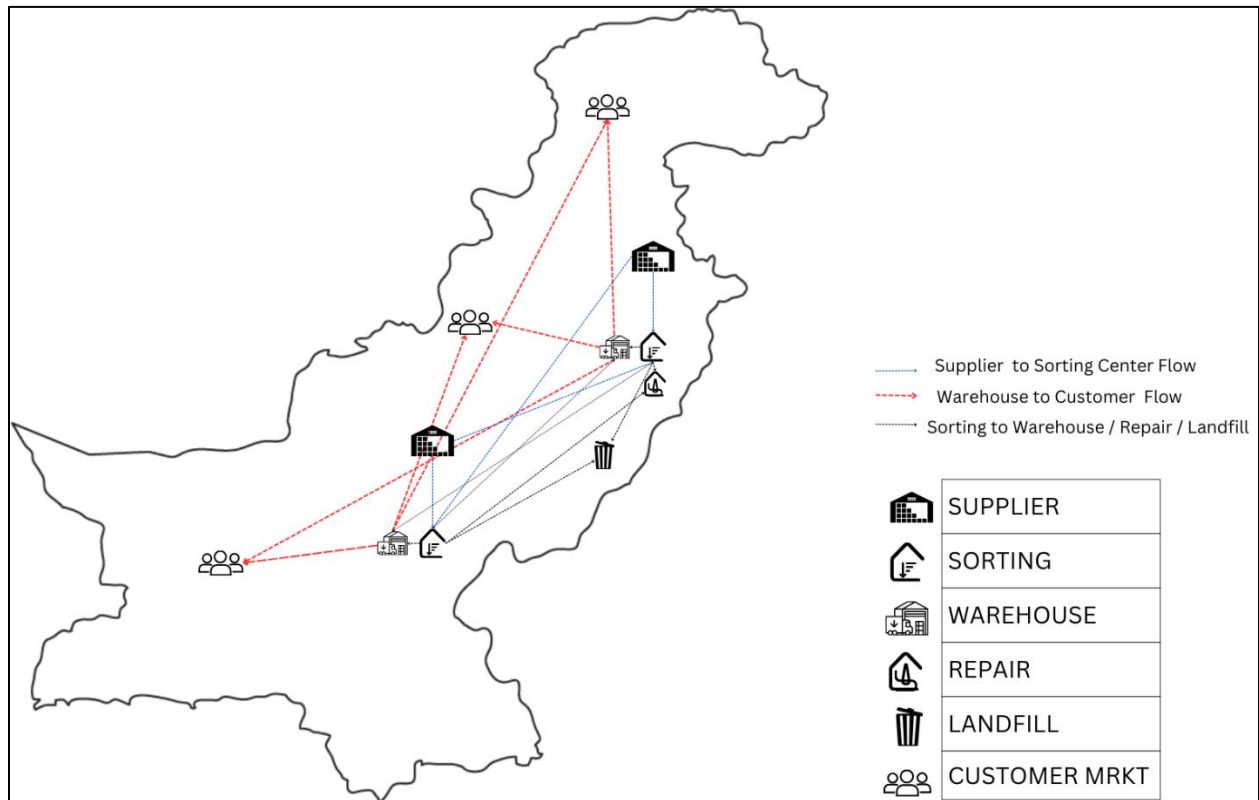 Supplier to Sorting Center Flow
Warehouse to Customer Flow
Sorting to Warehouse / Repair / Landfill
SUPPLIER
SORTING
WAREHOUSE
REPAIR
LANDFILL
CUSTOMER MRKT